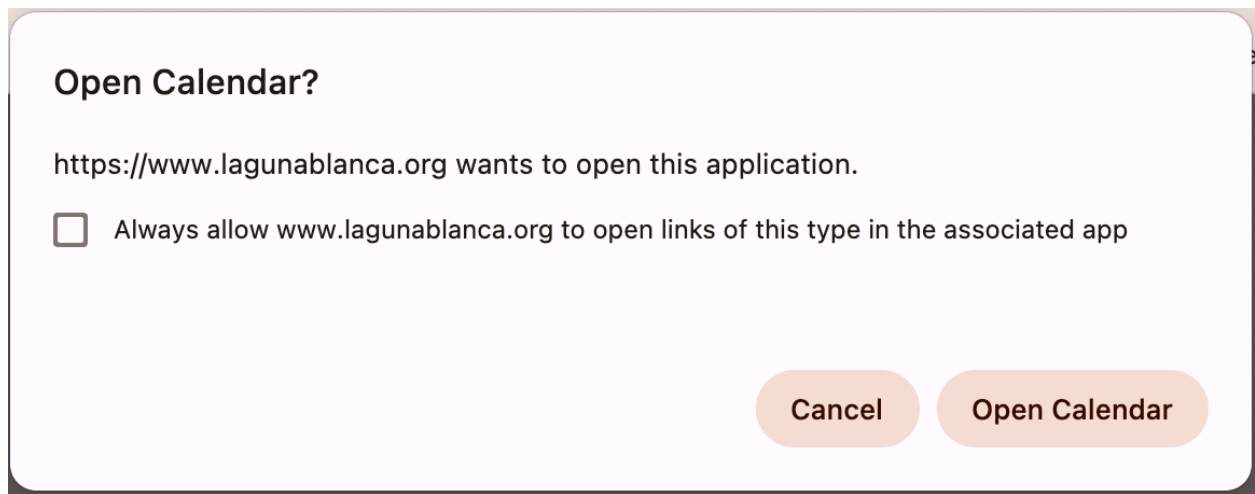 Open Calendar?
https://www.lagunablanca.org wants to open this application.
Always allow www.lagunablanca.org to open links of this type in the associated app
Cancel
Open Calendar